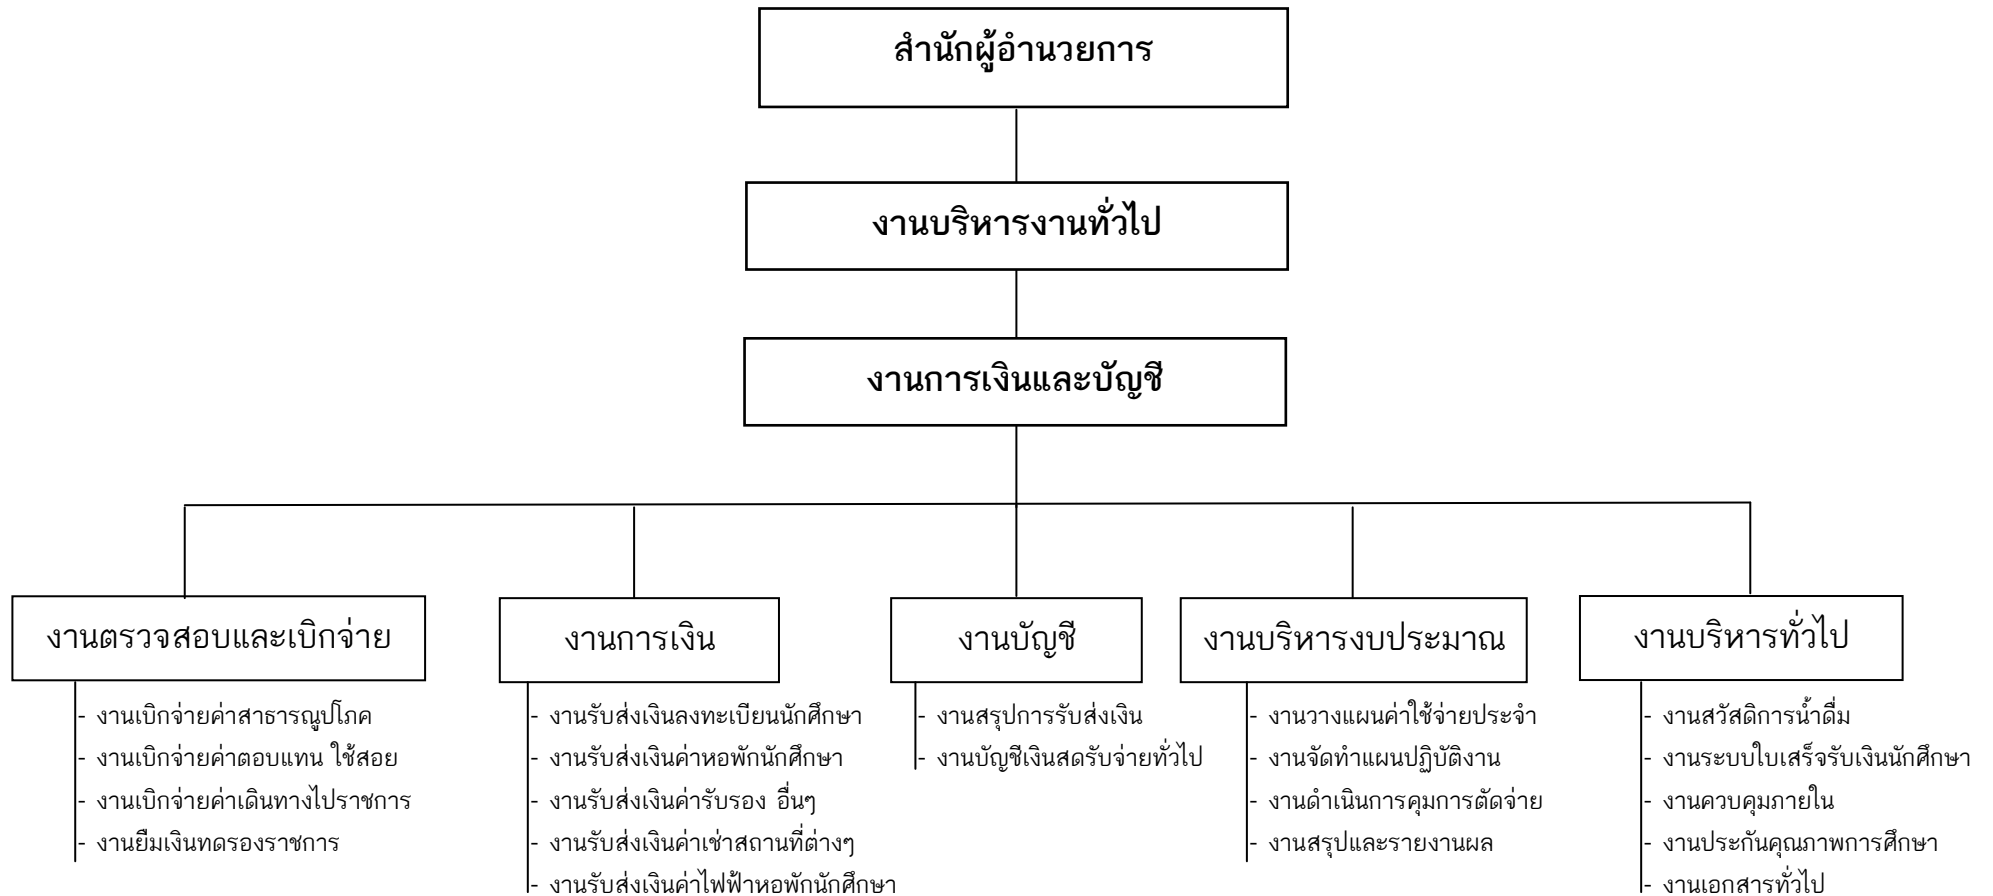 สำนักผู้อำนวยการ
งานบริหารงานทั่วไป
งานการเงินและบัญชี
งานตรวจสอบและเบิกจ่าย
- งานเบิกจ่ายค่าสาธารณูปโภค
- งานเบิกจ่ายค่าตอบแทน ใช้สอย
- งานเบิกจ่ายค่าเดินทางไปราชการ
- งานยืมเงินทดรองราชการ
งานการเงิน
- งานรับส่งเงินลงทะเบียนนักศึกษา
- งานรับส่งเงินค่าหอพักนักศึกษา
- งานรับส่งเงินค่ารับรอง อื่นๆ
- งานรับส่งเงินค่าเช่าสถานที่ต่างๆ
- งานรับส่งเงินค่าไฟฟ้าหอพักนักศึกษา
งานบัญชี
- งานสรุปการรับส่งเงิน
- งานบัญชีเงินสดรับจ่ายทั่วไป
งานบริหารงบประมาณ
- งานวางแผนค่าใช้จ่ายประจำ
- งานจัดทำแผนปฏิบัติงาน
- งานดำเนินการคุมการตัดจ่าย
- งานสรุปและรายงานผล
งานบริหารทั่วไป
- งานสวัสดิการน้ำดื่ม
- งานระบบใบเสร็จรับเงินนักศึกษา
- งานควบคุมภายใน
- งานประกันคุณภาพการศึกษา
- งานเอกสารทั่วไป